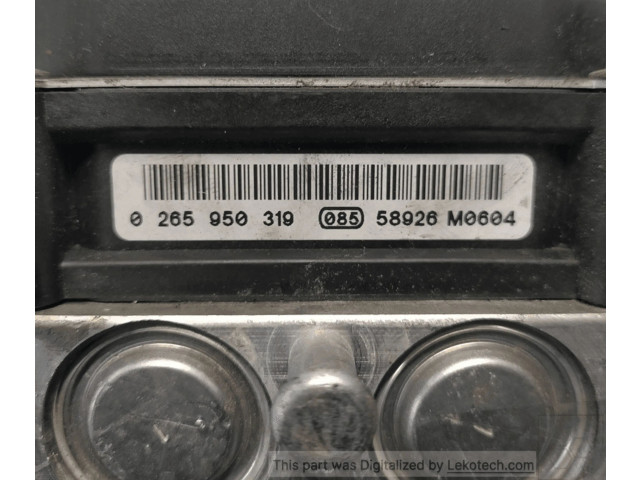 0 265 950 319 085 58926 M0604
This part was Digitalized by Lekotech.com